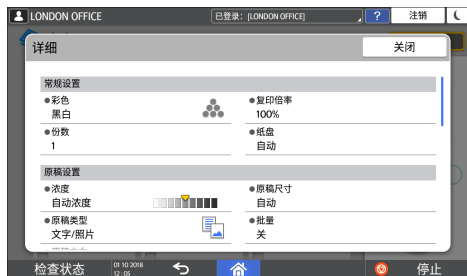 LONDON OFFICE
已登录: [LONDON OFFICE]
?
注销
详细
关闭
常规设置
●彩色
黑白
●复印倍率
100%
●份数
1
●纸盘
自动
原稿设置
●浓度
自动浓度
●原稿尺寸
自动
●原稿类型
文字/照片
●批量
关
检查状态
01 10 2018
12:05
停止